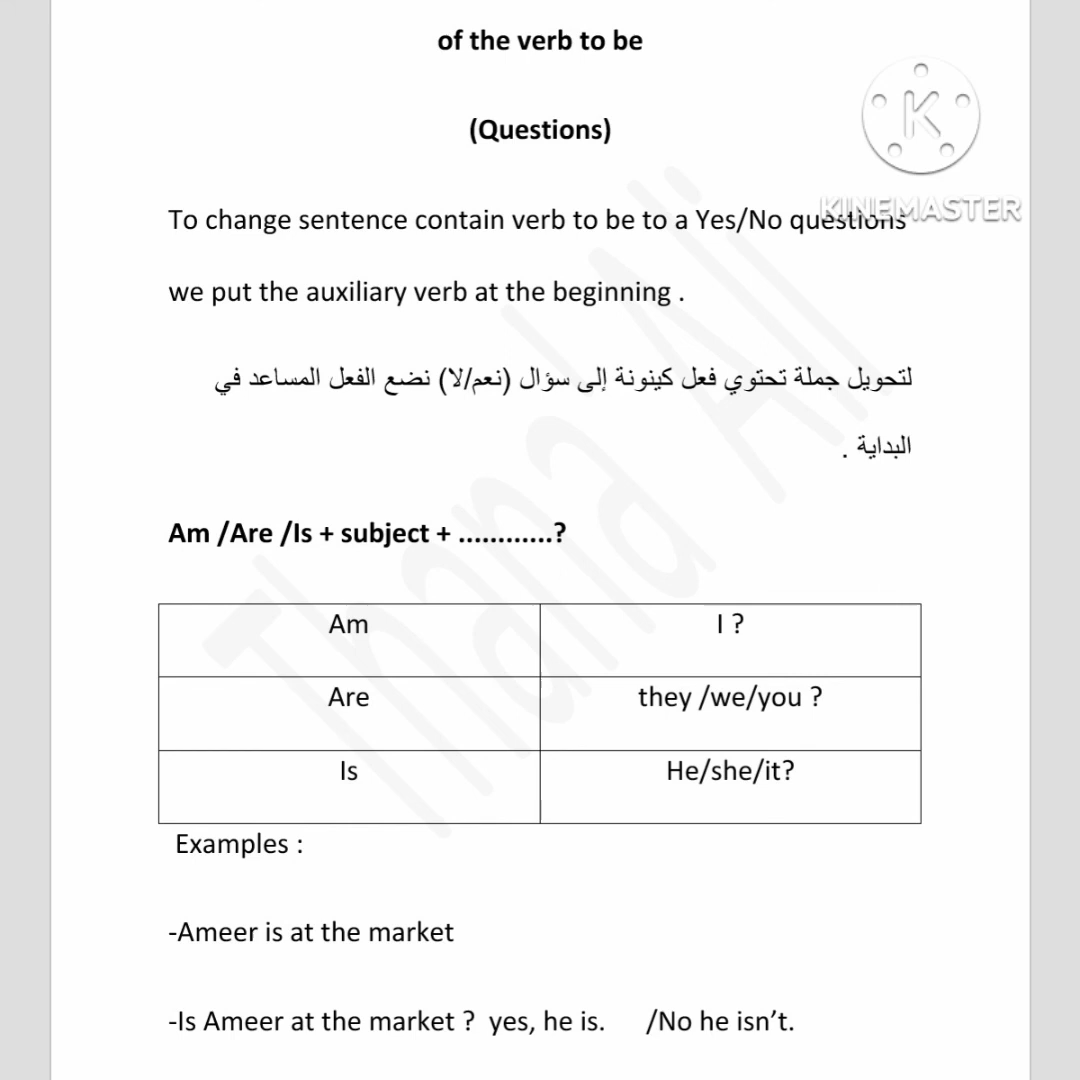 of the verb to be
(Questions)
KINEMASTER
To change sentence contain verb to be to a Yes/No questions
we put the auxiliary verb at the beginning .
لتحويل جملة تحتوي فعل كينونة إلى سؤال (نعم/لا) نضع الفعل المساعد في
البداية .
Am /Are /Is + subject + ............?
Am I ?
Are they /we/you ?
Is He/she/it?
Examples :
-Ameer is at the market
-Is Ameer at the market ? yes, he is. /No he isn’t.
Thana' Ali